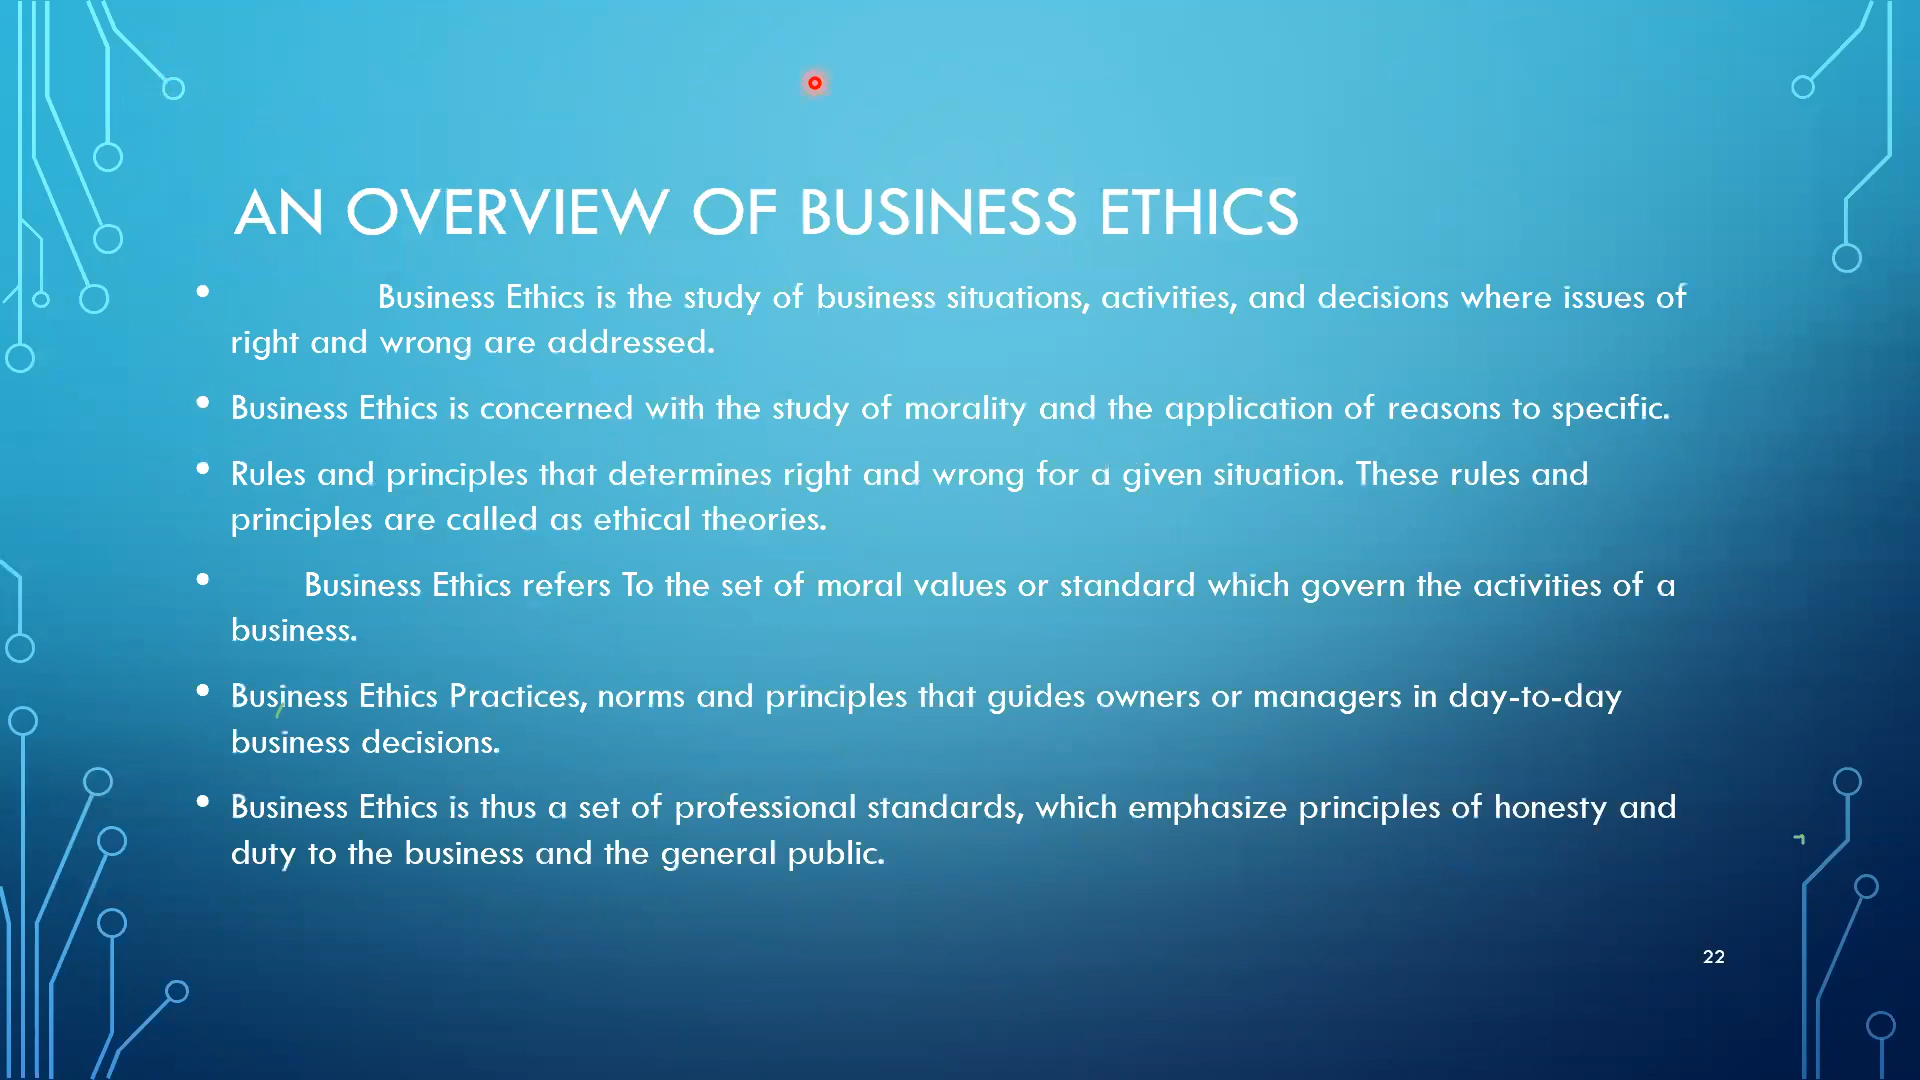 AN OVERVIEW OF BUSINESS ETHICS
• Business Ethics is the study of business situations, activities, and decisions where issues of
right and wrong are addressed.
• Business Ethics is concerned with the study of morality and the application of reasons to specific.
• Rules and principles that determines right and wrong for a given situation. These rules and
principles are called as ethical theories.
• Business Ethics refers To the set of moral values or standard which govern the activities of a
business.
• Business Ethics Practices, norms and principles that guides owners or managers in day-to-day
business decisions.
• Business Ethics is thus a set of professional standards, which emphasize principles of honesty and
duty to the business and the general public.
22